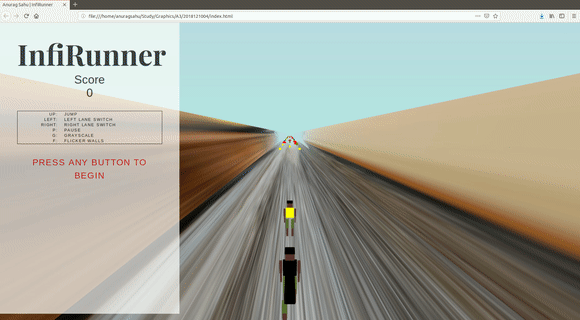 Anurag Sahu | InfiRunner
file:///home/anuragsahu/Study/Graphics/A3/2018121004/index.html
InfiRunner
Score
0
UP: JUMP
LEFT: LEFT LANE SWITCH
RIGHT: RIGHT LANE SWITCH
P: PAUSE
G: GRAYSCALE
F: FLICKER WALLS
PRESS ANY BUTTON TO
BEGIN